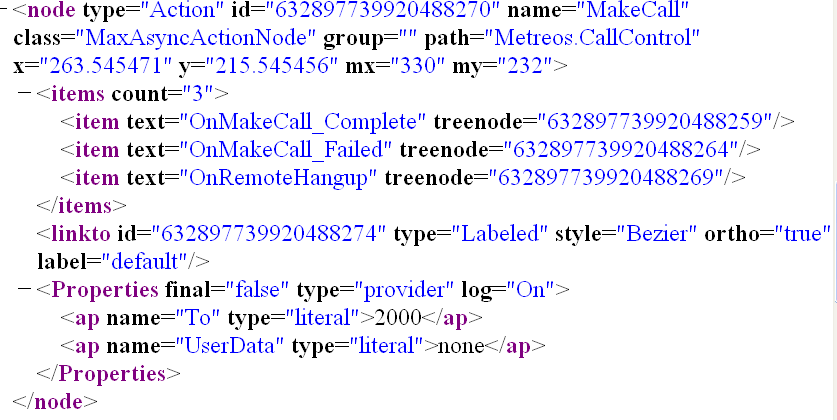 − <node type="Action" id="632897739920488270" name="MakeCall"
class="MaxAsyncActionNode" group="" path="Metreos.CallControl"
x="263.545471" y="215.545456" mx="330" my="232">
− <items count="3">
<item text="OnMakeCall_Complete" treenode="632897739920488259"/>
<item text="OnMakeCall_Failed" treenode="632897739920488264"/>
<item text="OnRemoteHangup" treenode="632897739920488269"/>
</items>
<linkto id="632897739920488274" type="Labeled" style="Bezier" ortho="true"
label="default"/>
− <Properties final="false" type="provider" log="On">
<ap name="To" type="literal">2000</ap>
<ap name="UserData" type="literal">none</ap>
</Properties>
</node>